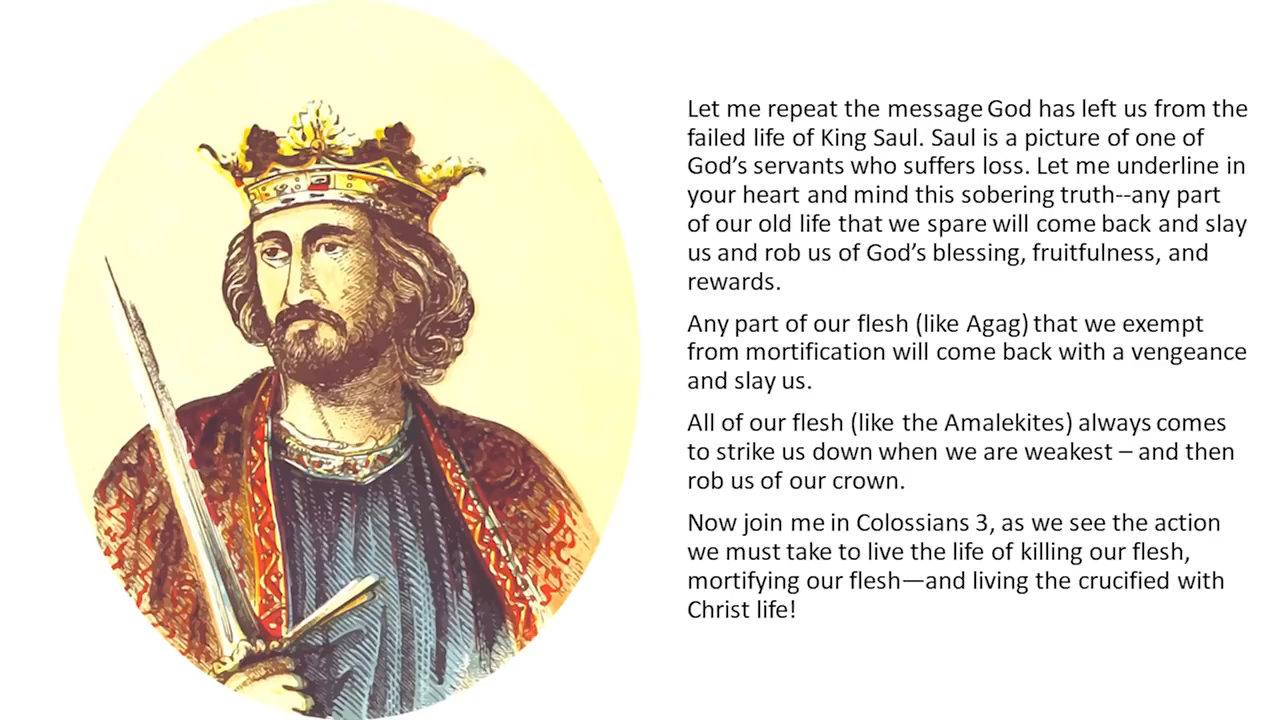 Let me repeat the message God has left us from the
failed life of King Saul. Saul is a picture of one of
God’s servants who suffers loss. Let me underline in
your heart and mind this sobering truth--any part
of our old life that we spare will come back and slay
us and rob us of God’s blessing, fruitfulness, and
rewards.
Any part of our flesh (like Agag) that we exempt
from mortification will come back with a vengeance
and slay us.
All of our flesh (like the Amalekites) always comes
to strike us down when we are weakest – and then
rob us of our crown.
Now join me in Colossians 3, as we see the action
we must take to live the life of killing our flesh,
mortifying our flesh—and living the crucified with
Christ life!